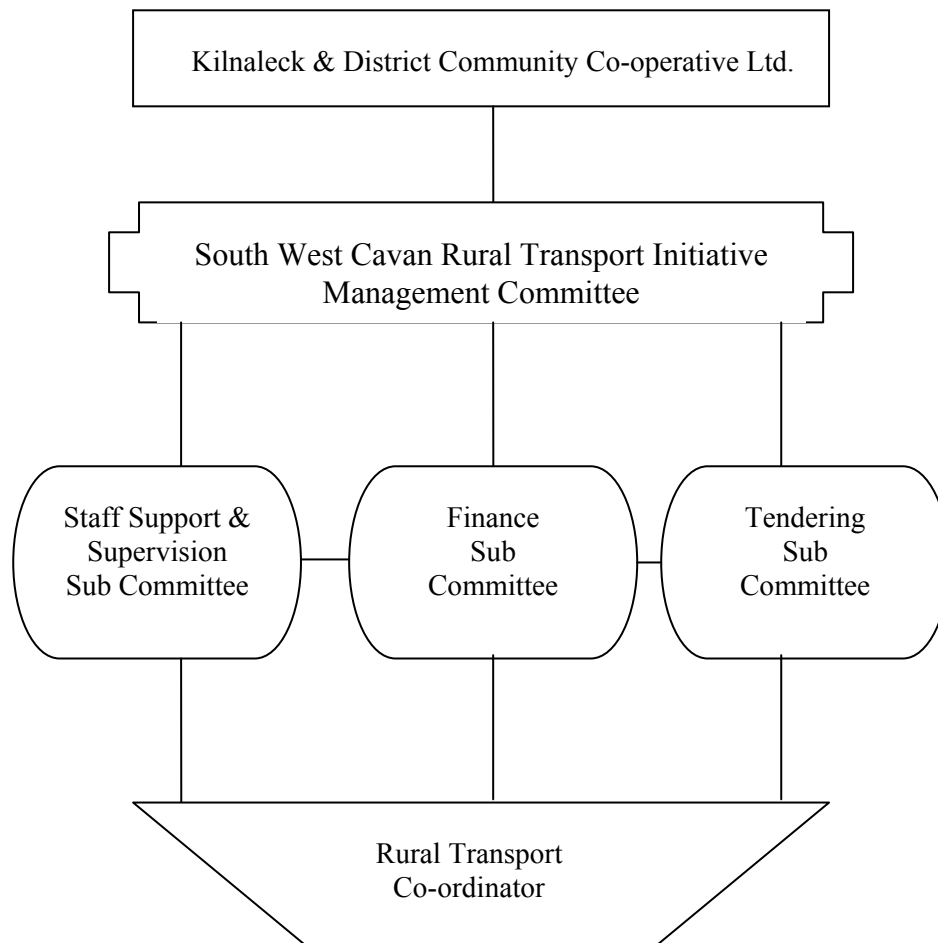 Kilnaleck & District Community Co-operative Ltd.
South West Cavan Rural Transport Initiative
Management Committee
Staff Support &
Supervision
Sub Committee
Finance
Sub
Committee
Tendering
Sub
Committee
Rural Transport
Co-ordinator